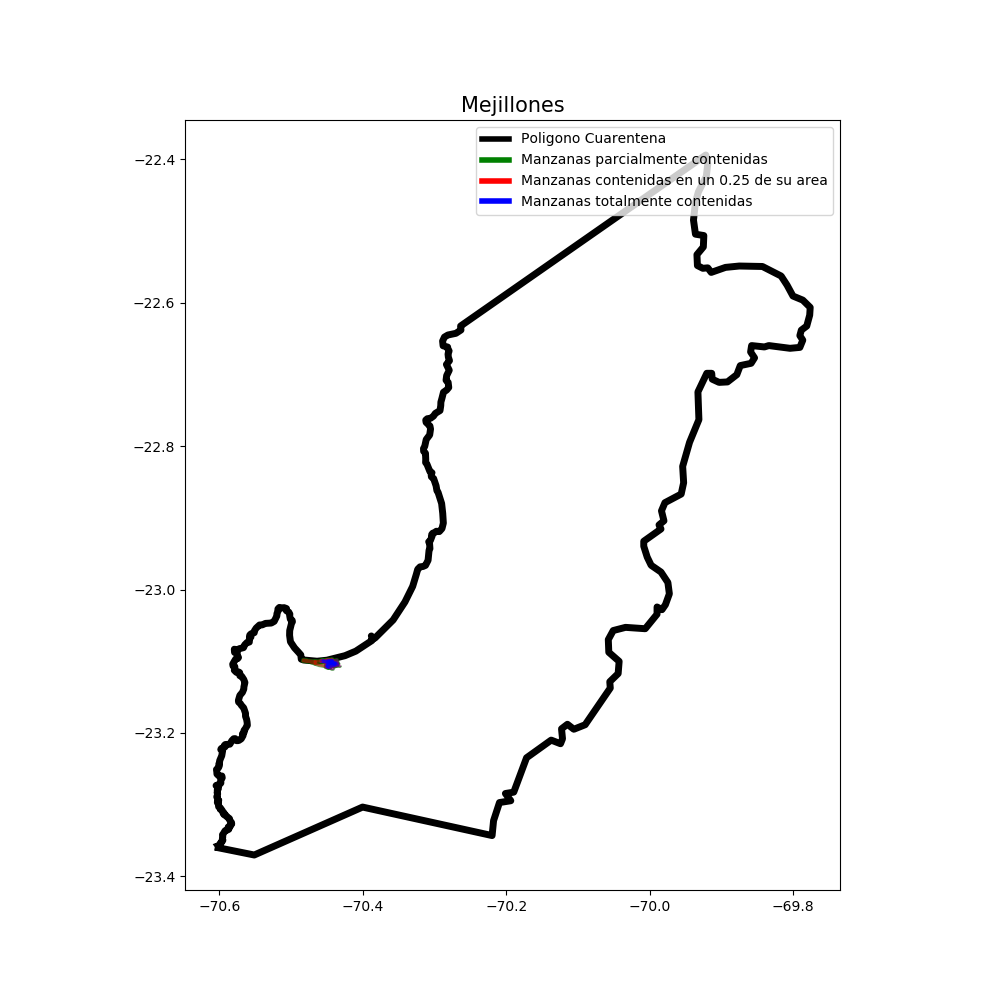 Mejillones
Poligono Cuarentena
Manzanas parcialmente contenidas
Manzanas contenidas en un 0.25 de su area
Manzanas totalmente contenidas
−22.4
−22.6
−22.8
−23.0
−23.2
−23.4
−70.6 −70.4 −70.2 −70.0 −69.8